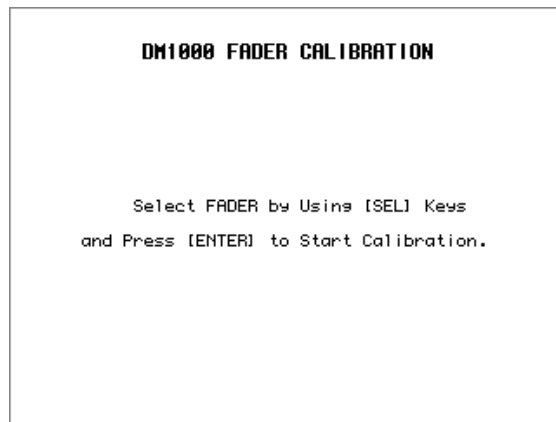 DM1000 FADER CALIBRATION
Select FADER by Using [SEL] Keys
and Press [ENTER] to Start Calibration.